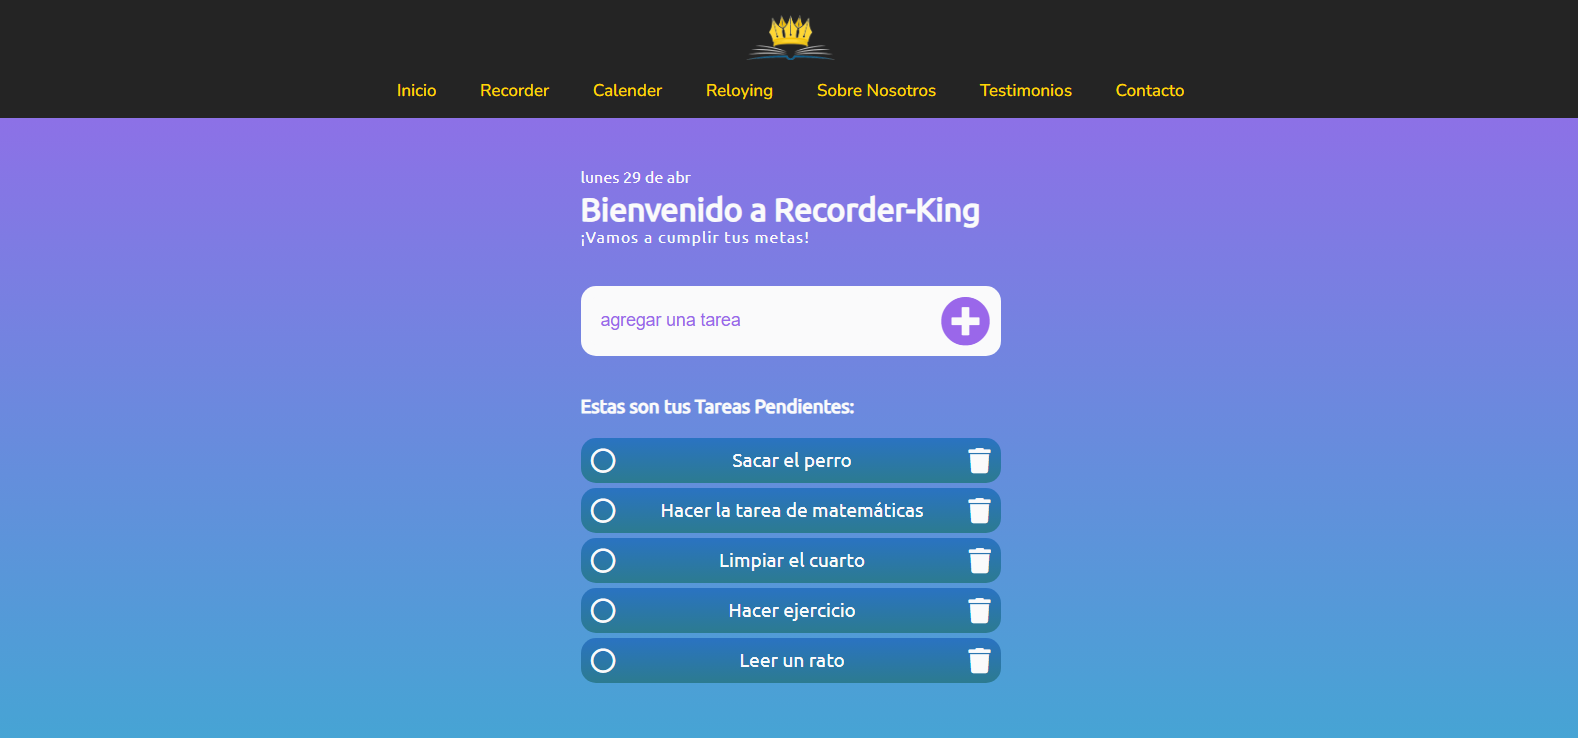 Inicio Recorder Calender Reloying Sobre Nosotros Testimonios Contacto
lunes 29 de abr
Bienvenido a Recorder-King
¡Vamos a cumplir tus metas!
agregar una tarea
Estas son tus Tareas Pendientes:
Sacar el perro
Hacer la tarea de matemáticas
Limpiar el cuarto
Hacer ejercicio
Leer un rato